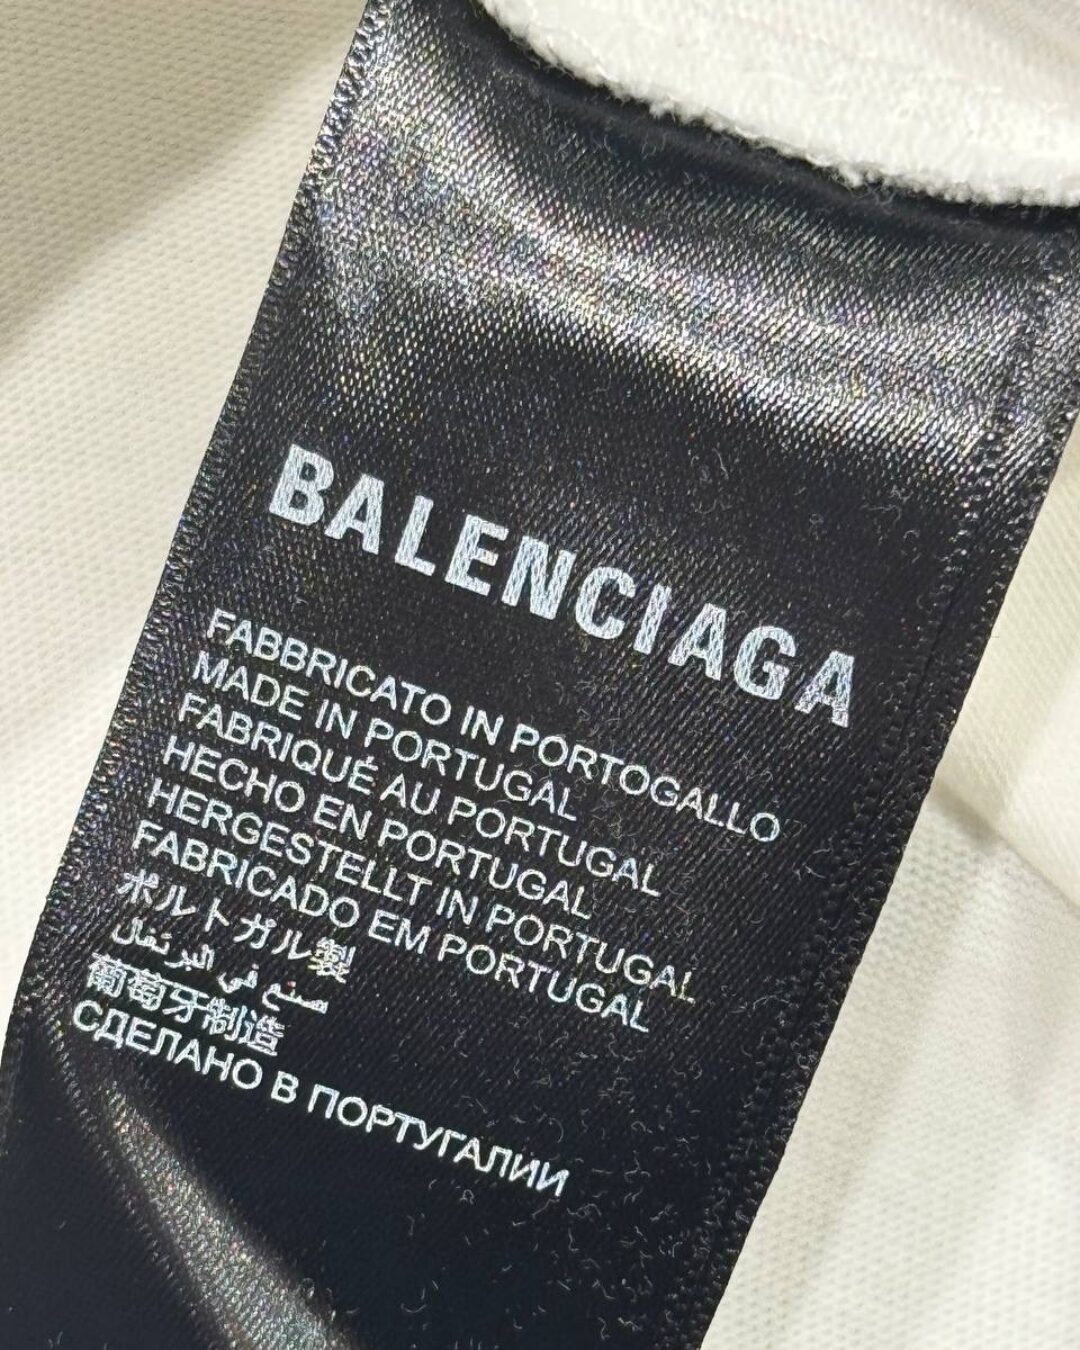 BALENCIAGA
FABBRICATO IN PORTOGALLO
MADE IN PORTUGAL
FABRIQUÉ AU PORTUGAL
HECHO EN PORTUGAL
HERGESTELLT IN PORTUGAL
FABRICADO EM PORTUGAL
ポルトガル製
صنع في البرتغال
葡萄牙制造
СДЕЛАНО В ПОРТУГАЛИИ